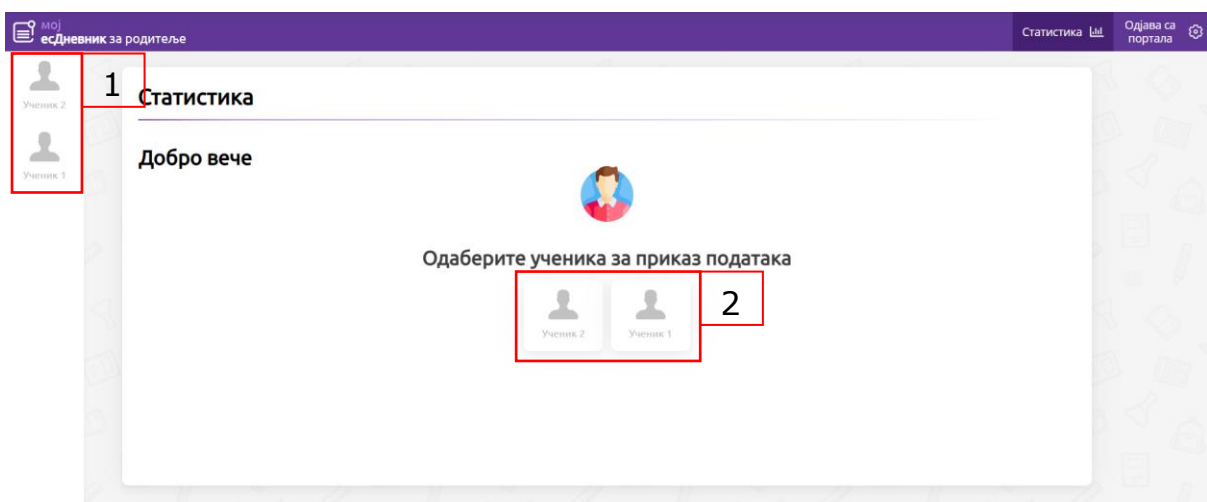 мој
есДневник за родитеље
Статистика
Одјава са
портала
Ученик 2
Ученик 1
1
Статистика
Добро вече
Одаберите ученика за приказ података
Ученик 2
Ученик 1
2